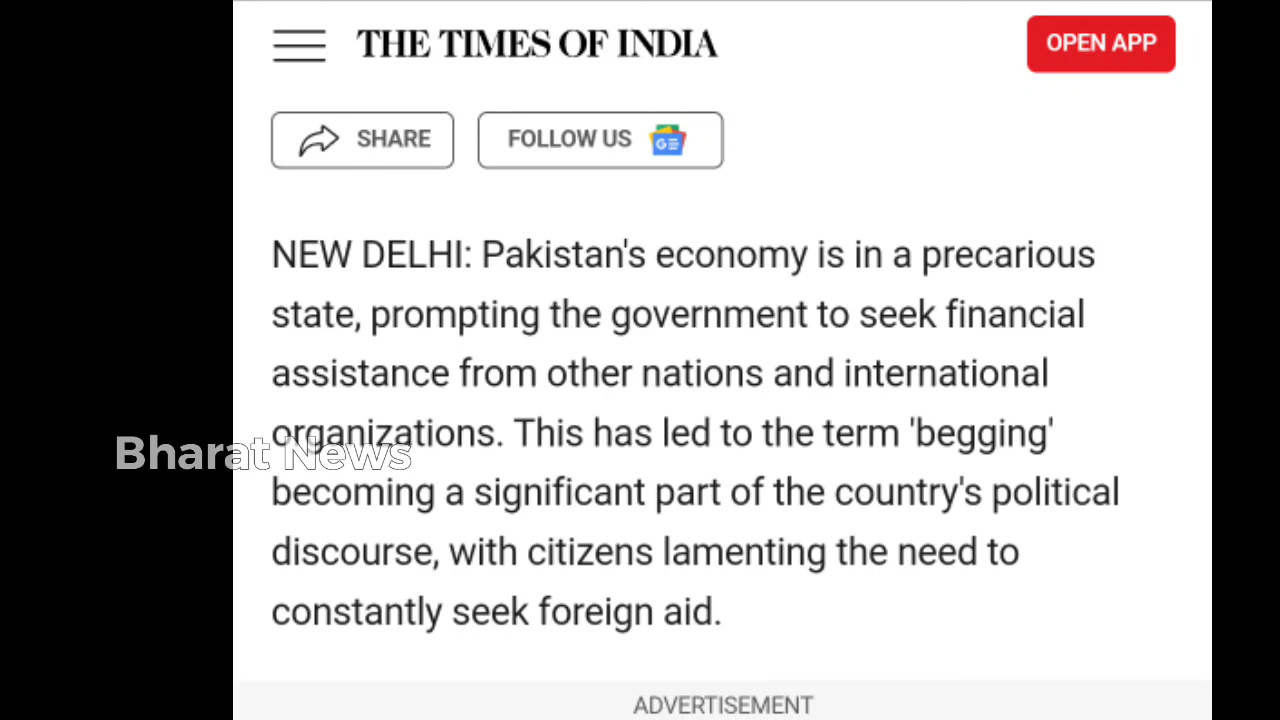 THE TIMES OF INDIA
OPEN APP
SHARE
FOLLOW US
NEW DELHI: Pakistan's economy is in a precarious
state, prompting the government to seek financial
assistance from other nations and international
organizations. This has led to the term 'begging'
Bharat News
becoming a significant part of the country's political
discourse, with citizens lamenting the need to
constantly seek foreign aid.
ADVERTISEMENT